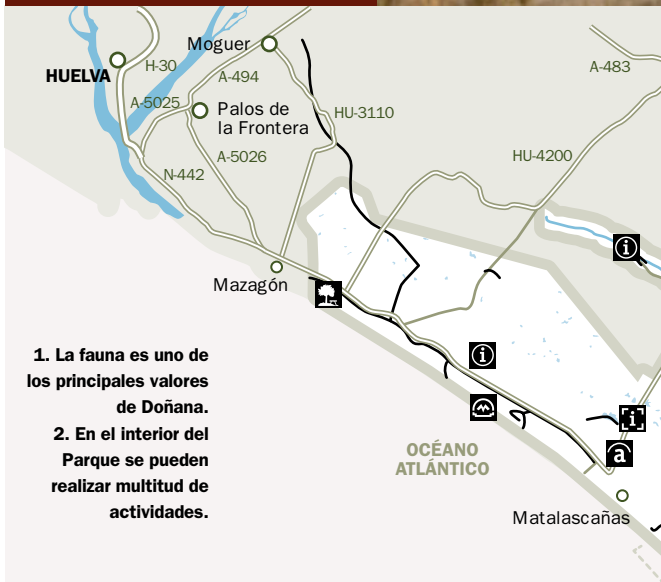 Moguer
HUELVA
H-30
A-494
A-483
A-5025
Palos de
la Frontera
HU-3110
A-5026
HU-4200
N-442
Mazagón
1. La fauna es uno de
los principales valores
de Doñana.
2. En el interior del
Parque se pueden
realizar multitud de
actividades.
OCÉANO
ATLÁNTICO
Matalascañas
i
i
i
a